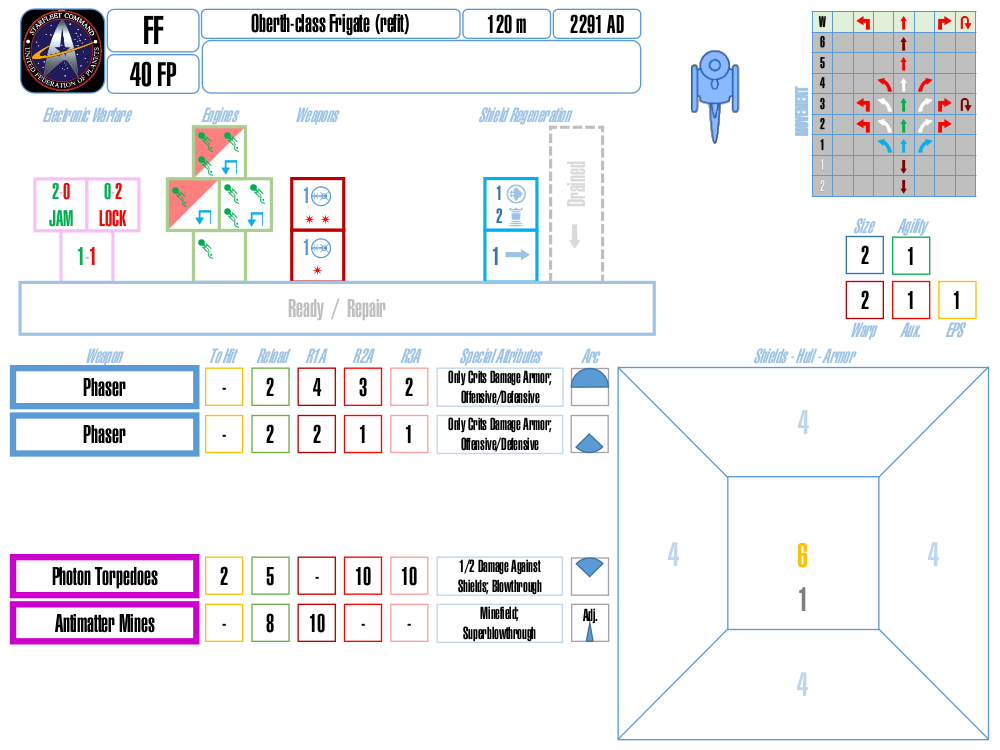 STARFLEET COMMAND
UNITED FEDERATION OF PLANETS
FF
Oberth-class Frigate (refit)
120 m
2291 AD
40 FP
Electronic Warfare
Engines
Weapons
Shield Regeneration
2-0
JAM
0-2
LOCK
1-1
1
1
1
2
1
Drained
Ready / Repair
MOVEMENT
W
6
5
4
3
2
1
1
2
Size
Agility
2
1
2
1
1
Warp
Aux.
EPS
Weapon
To Hit
Reload
R1A
R2A
R3A
Special Attributes
Arc
Phaser
-
2
4
3
2
Only Crits Damage Armor;
Offensive/Defensive
Phaser
-
2
2
1
1
Only Crits Damage Armor;
Offensive/Defensive
Photon Torpedoes
2
5
-
10
10
1/2 Damage Against
Shields; Blowthrough
Antimatter Mines
-
8
10
-
-
Minefield;
Superblowthrough
Adj.
Shields - Hull - Armor
4
4
6
4
1
4